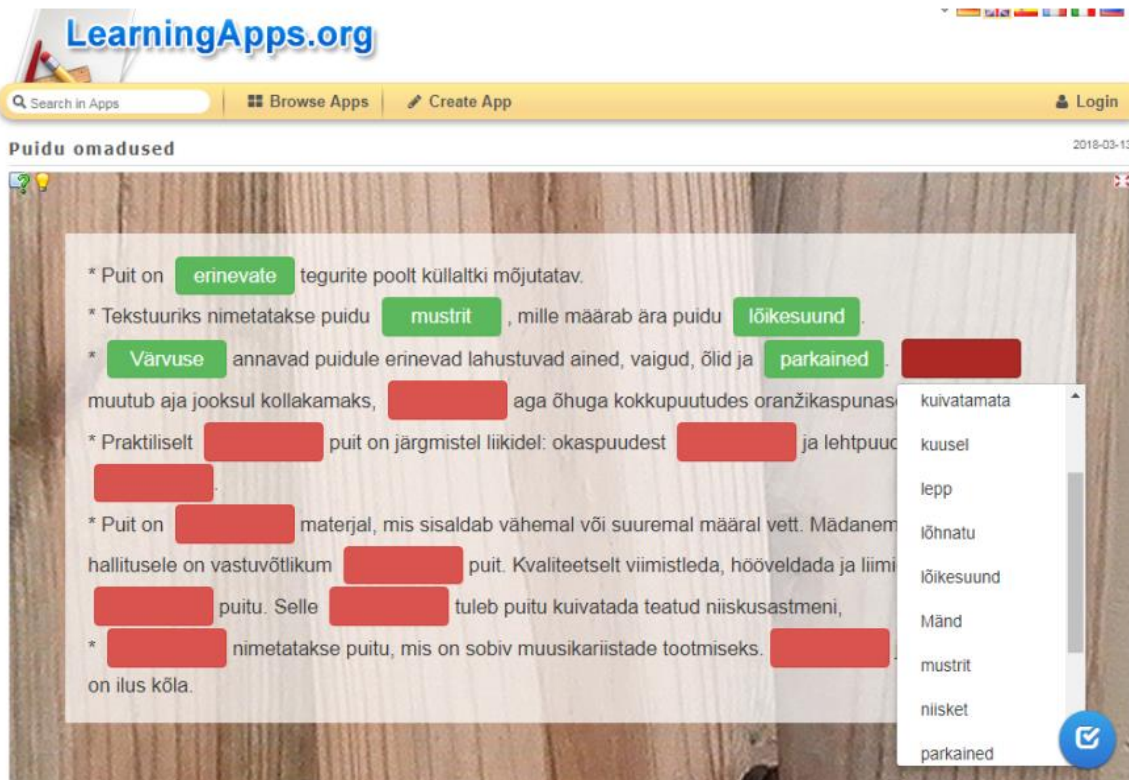 LearningApps.org
Search in Apps
Browse Apps
Create App
Login
Puidu omadused
2018-03-13
* Puit on erinevate tegurite poolt küllaltki mõjutatav.
* Tekstuuriks nimetatakse puidu mustrit , mille määrab ära puidu lõikesuund .
* Värvuse annavad puidule erinevad lahustuvad ained, vaigud, õlid ja parkained .
muutub aja jooksul kollakamaks, aga õhuga kokkupuutudes oranžikaspunase
* Praktiliselt puit on järgmistel liikidel: okaspuudest ja lehtpuud
.
* Puit on materjal, mis sisaldab vähemal või suuremal määral vett. Mädanem
hallitusele on vastuvõtlikum puit. Kvaliteetselt viimistleda, hööveldada ja liimi
puitu. Selle tuleb puitu kuivatada teatud niiskusastmeni,
* nimetatakse puitu, mis on sobiv muusikariistade tootmiseks.
on ilus kõla.
kuivatamata
kuusel
lepp
lõhnatu
lõikesuund
Mänd
mustrit
niisket
parkained